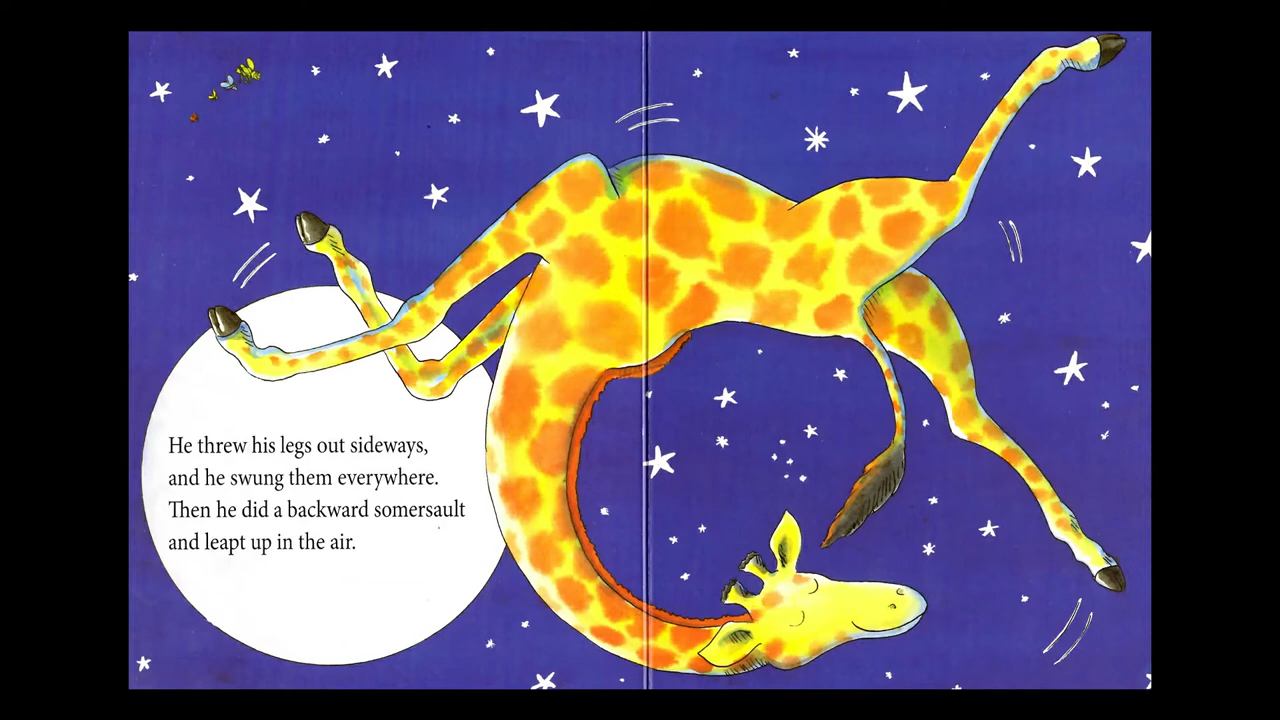 He threw his legs out sideways,
and he swung them everywhere.
Then he did a backward somersault
and leapt up in the air.